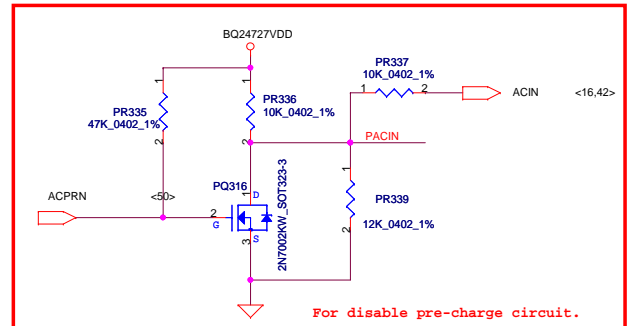 BQ24727VDD
PR337
10K_0402_1%
1
2
ACIN
<16,42>
1
PR335
47K_0402_1%
2
1
PR336
10K_0402_1%
2
PACIN
1
PR339
12K_0402_1%
2
ACPRN
<50>
PQ316
1
D
2
G
3
S
2N7002KW_SOT323-3
For disable pre-charge circuit.